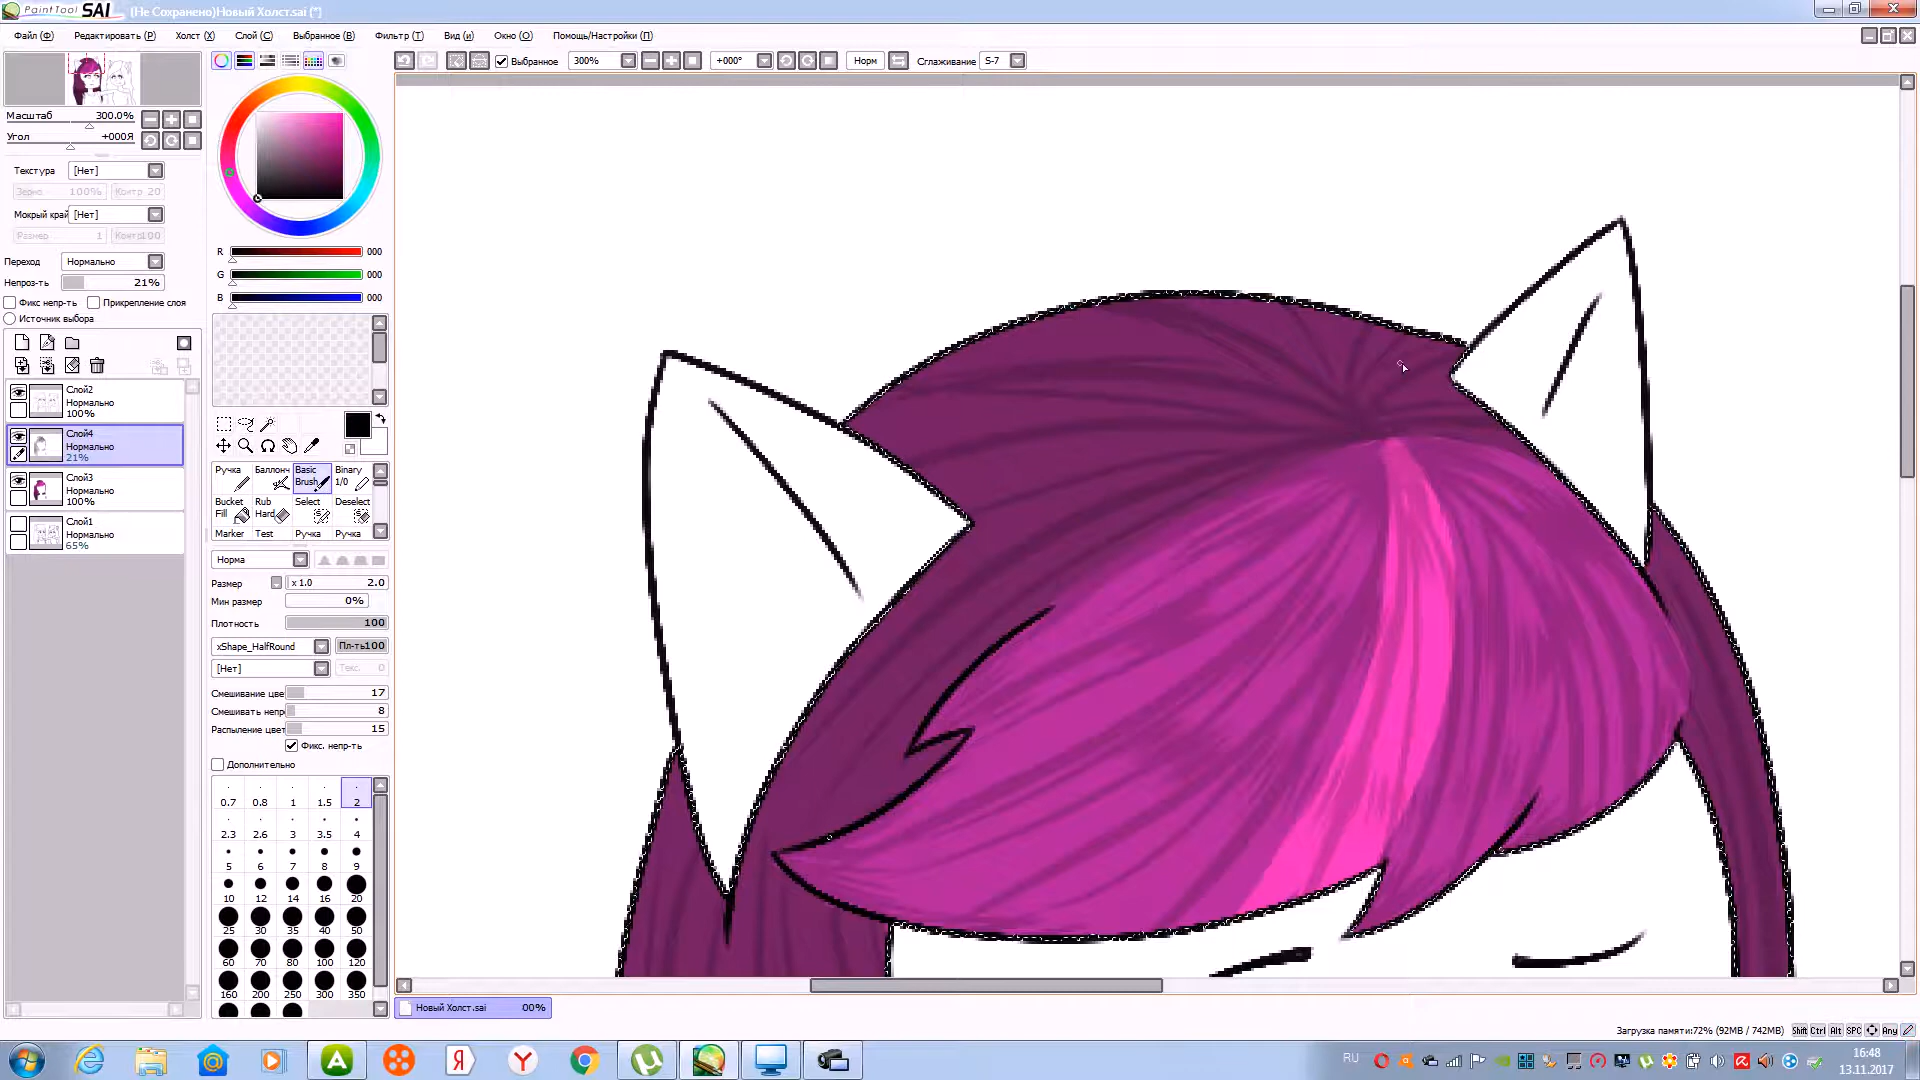 PaintTool SAI (Не Сохранено)Новый Холст.sai (*)
Файл (Ф) Редактировать (Р) Холст (X) Слой (C) Выбранное (B) Фильтр (T) Вид (и) Окно (O) Помощь/Настройки (П)
Выбранное 300% +000° Норм Сглаживание S-7
Масштаб 300.0%
Угол +000Я
Текстура [Нет]
Зерно 100% Контр 20
Мокрый край [Нет]
Размер 1 Контр100
Переход Нормально
Непроз-ть 21%
Фикс непр-ть Прикрепление слоя
Источник выбора
Слой2
Нормально
100%
Слой4
Нормально
21%
Слой3
Нормально
100%
Слой1
Нормально
65%
R 000
G 000
B 000
Ручка Баллонч Basic Brush Binary 1/0
Bucket Fill Rub Hard Select Deselect
Marker Test Ручка Ручка
Норма
Размер x 1.0 2.0
Мин размер 0%
Плотность 100
xShape_HalfRound Пл-ть100
[Нет] Текс. 0
Смешивание цве 17
Смешивать непр 8
Распыление цвет 15
Фикс. непр-ть
Дополнительно
0.7 0.8 1 1.5 2
2.3 2.6 3 3.5 4
5 6 7 8 9
10 12 14 16 20
25 30 35 40 50
60 70 80 100 120
160 200 250 300 350
Новый Холст.sai 00%
Загрузка памяти:72% (92MB / 742MB) Shift Ctrl Alt SPC Any
RU 16:48
13.11.2017